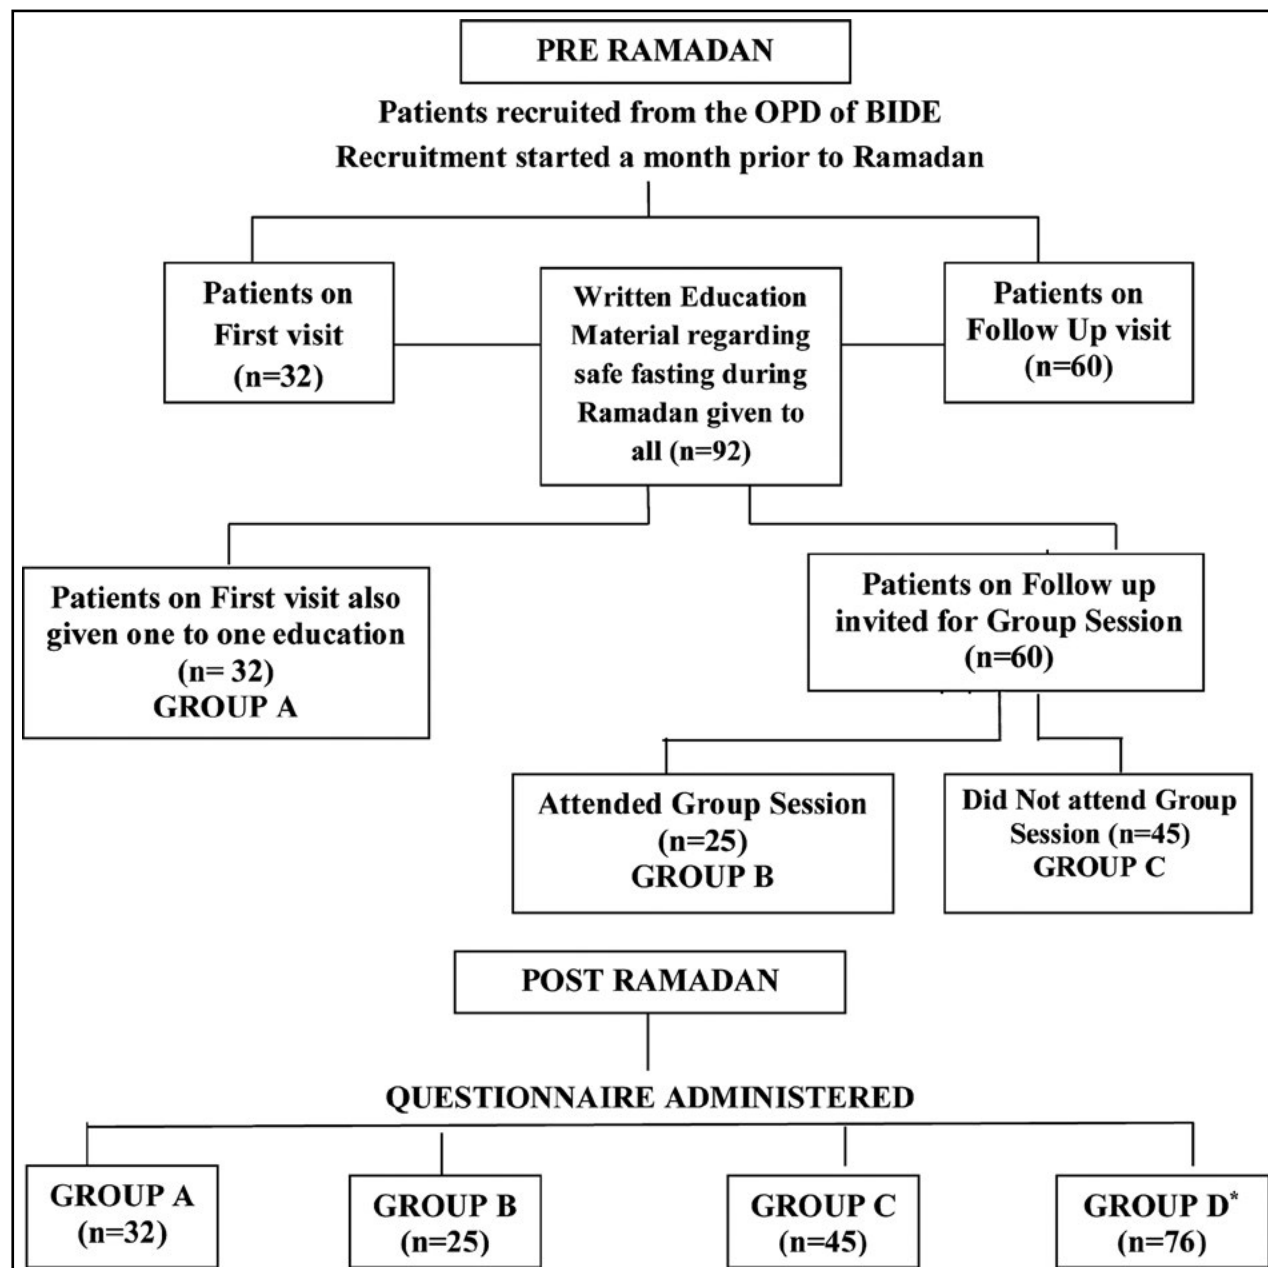 PRE RAMADAN
Patients recruited from the OPD of BIDE
Recruitment started a month prior to Ramadan
Patients on
First visit
(n=32)
Written Education
Material regarding
safe fasting during
Ramadan given to
all (n=92)
Patients on
Follow Up visit
(n=60)
Patients on First visit also
given one to one education
(n= 32)
GROUP A
Patients on Follow up
invited for Group Session
(n=60)
Attended Group Session
(n=25)
GROUP B
Did Not attend Group
Session (n=45)
GROUP C
POST RAMADAN
QUESTIONNAIRE ADMINISTERED
GROUP A
(n=32)
GROUP B
(n=25)
GROUP C
(n=45)
GROUP D*
(n=76)